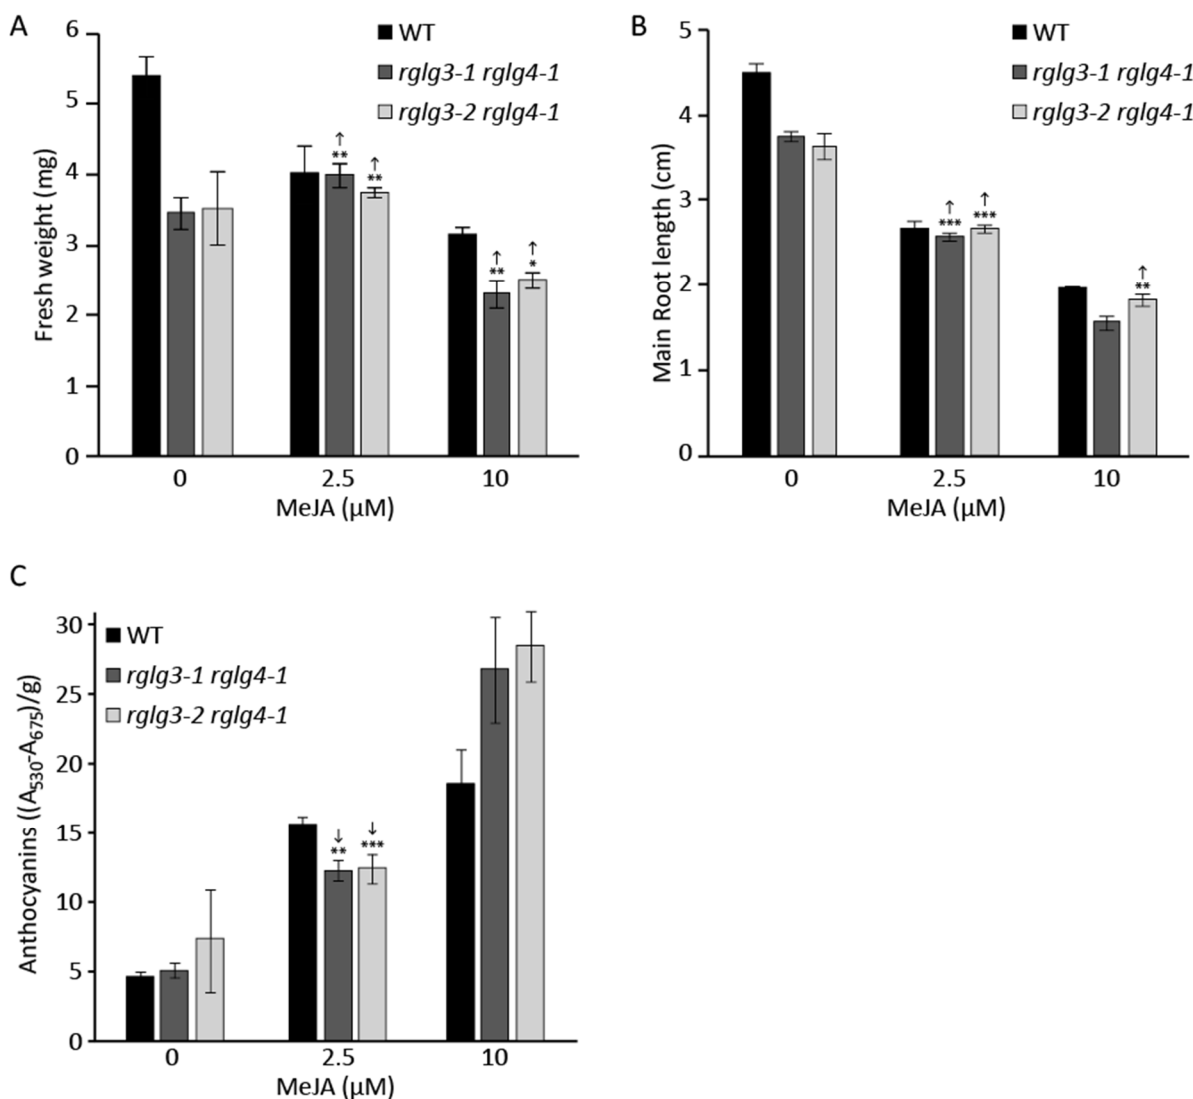 A
Fresh weight (mg)
6
5
4
3
2
1
0
WT
rglg3-1 rglg4-1
rglg3-2 rglg4-1
↑
**
↑
**
↑
**
↑
*
0 2.5 10
MeJA (µM)
B
Main Root length (cm)
5
4
3
2
1
0
WT
rglg3-1 rglg4-1
rglg3-2 rglg4-1
↑
***
↑
***
↑
**
0 2.5 10
MeJA (µM)
C
Anthocyanins ((A530-A675)/g)
30
25
20
15
10
5
0
WT
rglg3-1 rglg4-1
rglg3-2 rglg4-1
↓
**
↓
***
0 2.5 10
MeJA (µM)